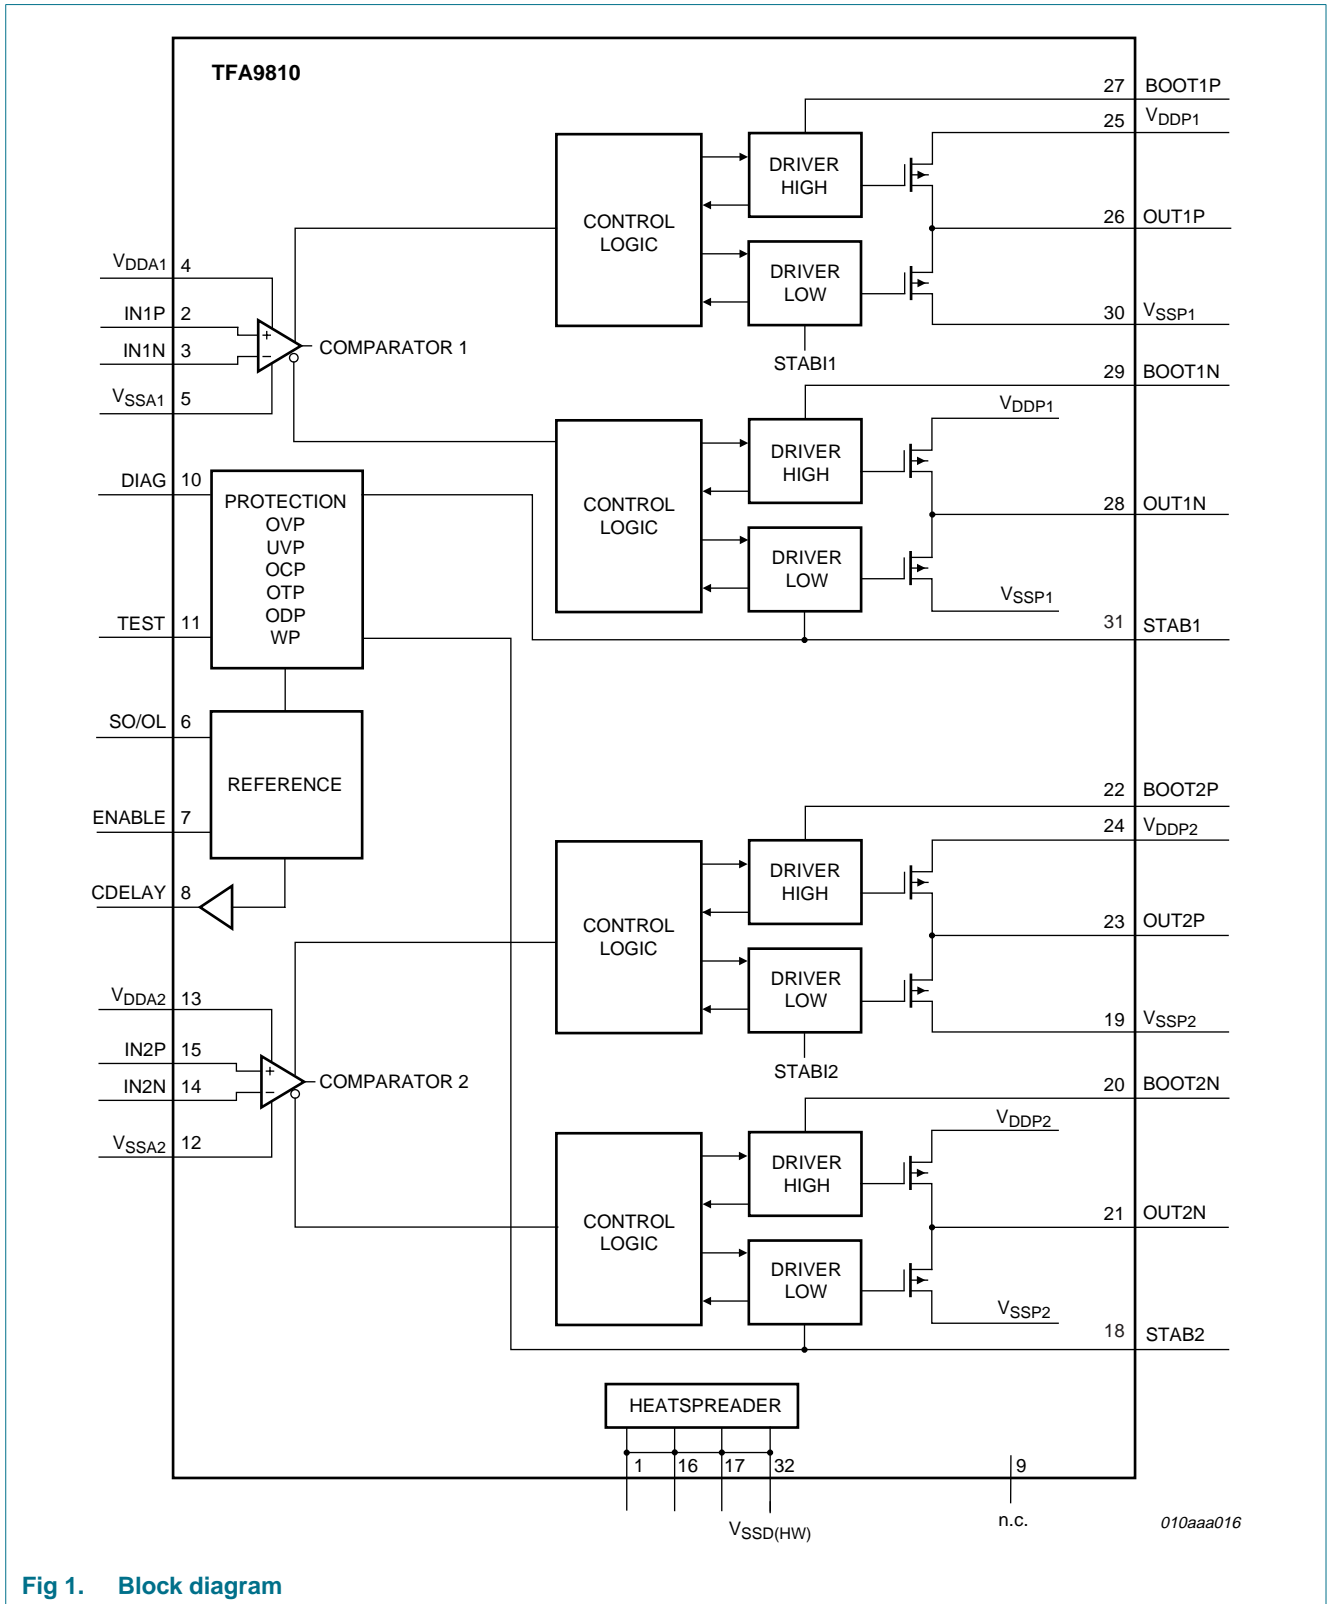 TFA9810
27 BOOT1P
25 VDDP1
DRIVER
HIGH
CONTROL
LOGIC
26 OUT1P
VDDA1 4
DRIVER
LOW
IN1P 2
30 VSSP1
+
COMPARATOR 1
IN1N 3
−
STABI1
29 BOOT1N
VSSA1 5
VDDP1
DRIVER
HIGH
DIAG 10
PROTECTION
OVP
UVP
OCP
OTP
ODP
WP
CONTROL
LOGIC
28 OUT1N
DRIVER
LOW
VSSP1
TEST 11
31 STAB1
SO/OL 6
REFERENCE
22 BOOT2P
ENABLE 7
24 VDDP2
DRIVER
HIGH
CDELAY 8
CONTROL
LOGIC
23 OUT2P
DRIVER
LOW
VDDA2 13
19 VSSP2
IN2P 15
+
STABI2
COMPARATOR 2
IN2N 14
−
20 BOOT2N
VDDP2
VSSA2 12
DRIVER
HIGH
CONTROL
LOGIC
21 OUT2N
DRIVER
LOW
VSSP2
18 STAB2
HEATSPREADER
1 16 17 32 9
VSSD(HW)
n.c.
010aaa016
Fig 1. Block diagram